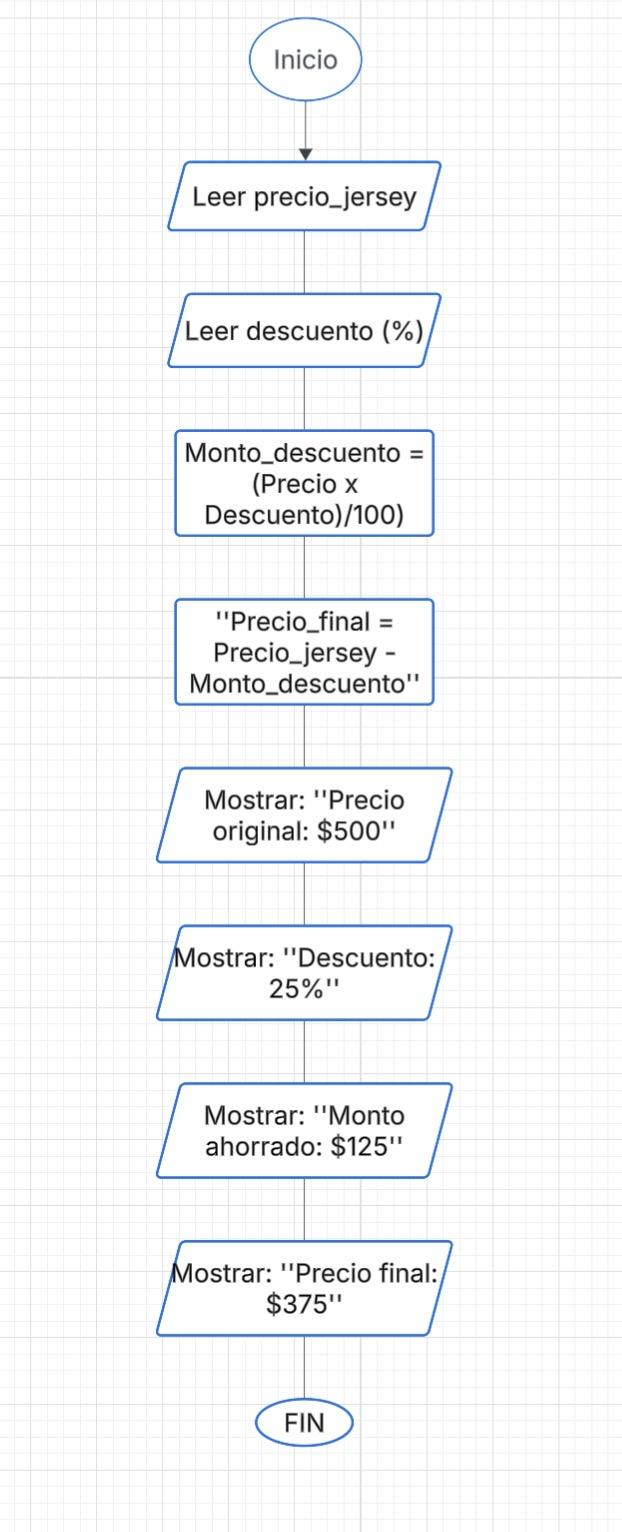 Inicio
Leer precio_jersey
Leer descuento (%)
Monto_descuento =
(Precio x
Descuento)/100)
''Precio_final =
Precio_jersey -
Monto_descuento''
Mostrar: ''Precio
original: $500''
Mostrar: ''Descuento:
25%''
Mostrar: ''Monto
ahorrado: $125''
Mostrar: ''Precio final:
$375''
FIN